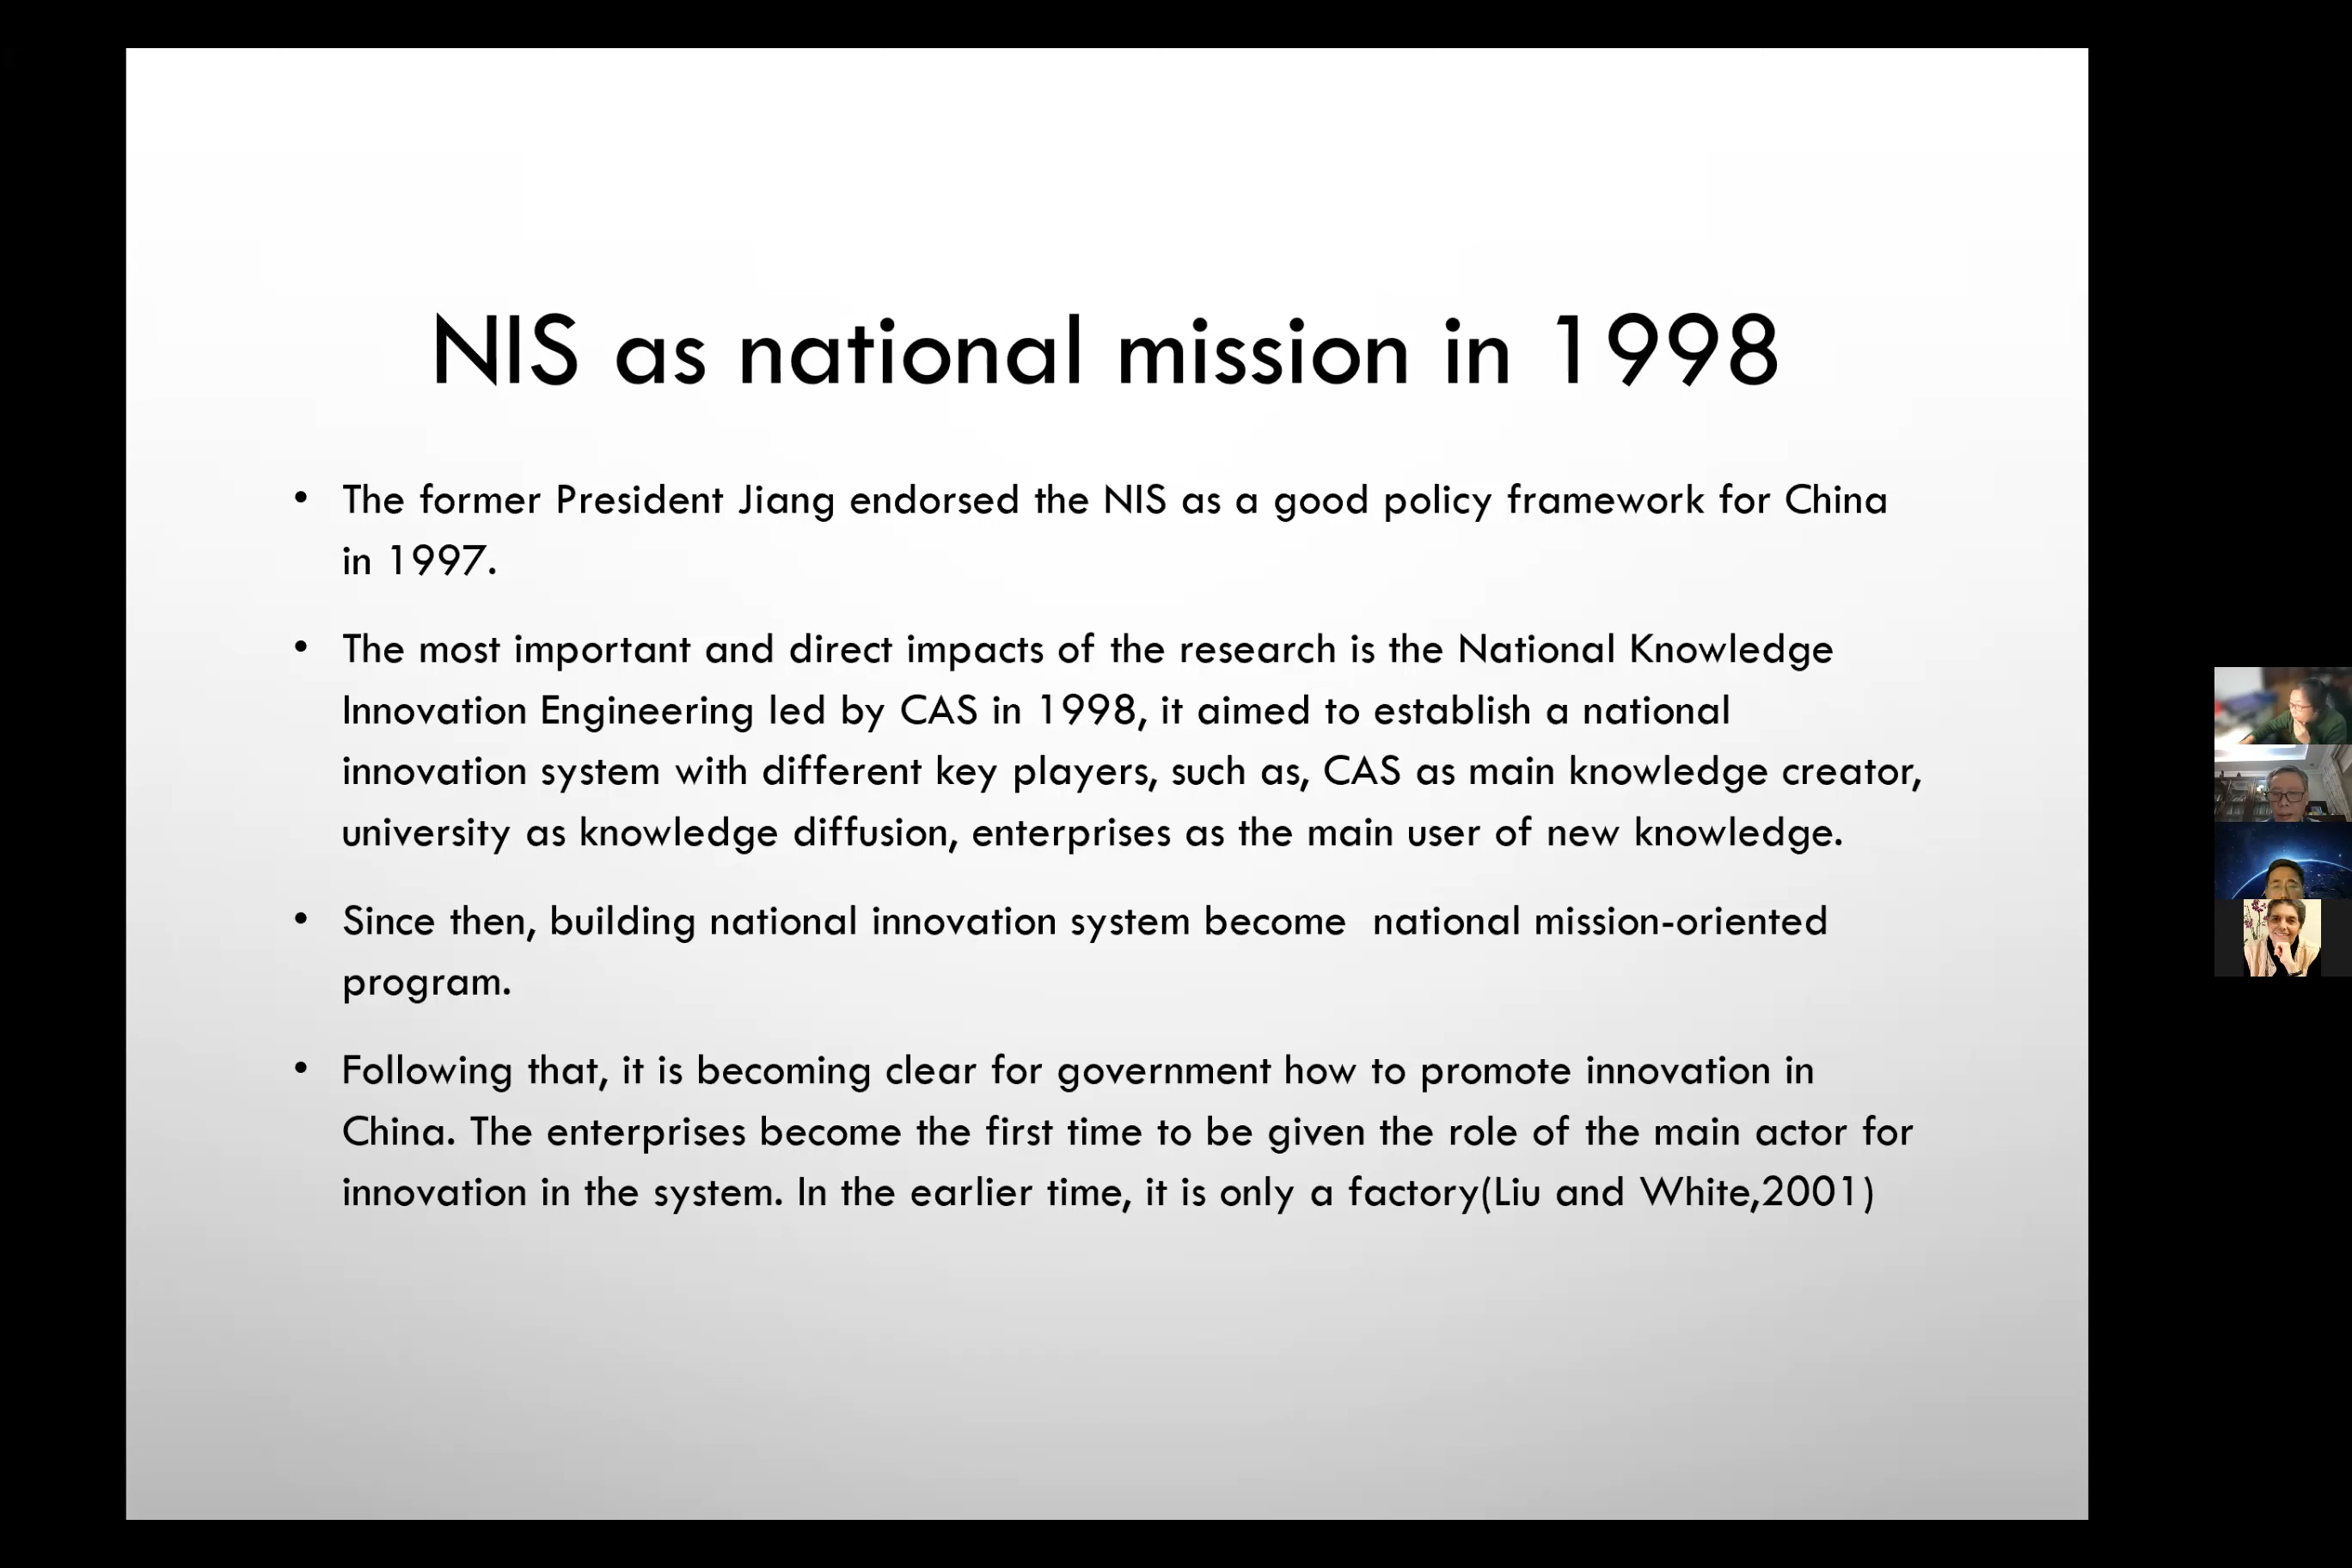 NIS as national mission in 1998
• The former President Jiang endorsed the NIS as a good policy framework for China
in 1997.
• The most important and direct impacts of the research is the National Knowledge
Innovation Engineering led by CAS in 1998, it aimed to establish a national
innovation system with different key players, such as, CAS as main knowledge creator,
university as knowledge diffusion, enterprises as the main user of new knowledge.
• Since then, building national innovation system become  national mission-oriented
program.
• Following that, it is becoming clear for government how to promote innovation in
China. The enterprises become the first time to be given the role of the main actor for
innovation in the system. In the earlier time, it is only a factory(Liu and White,2001)